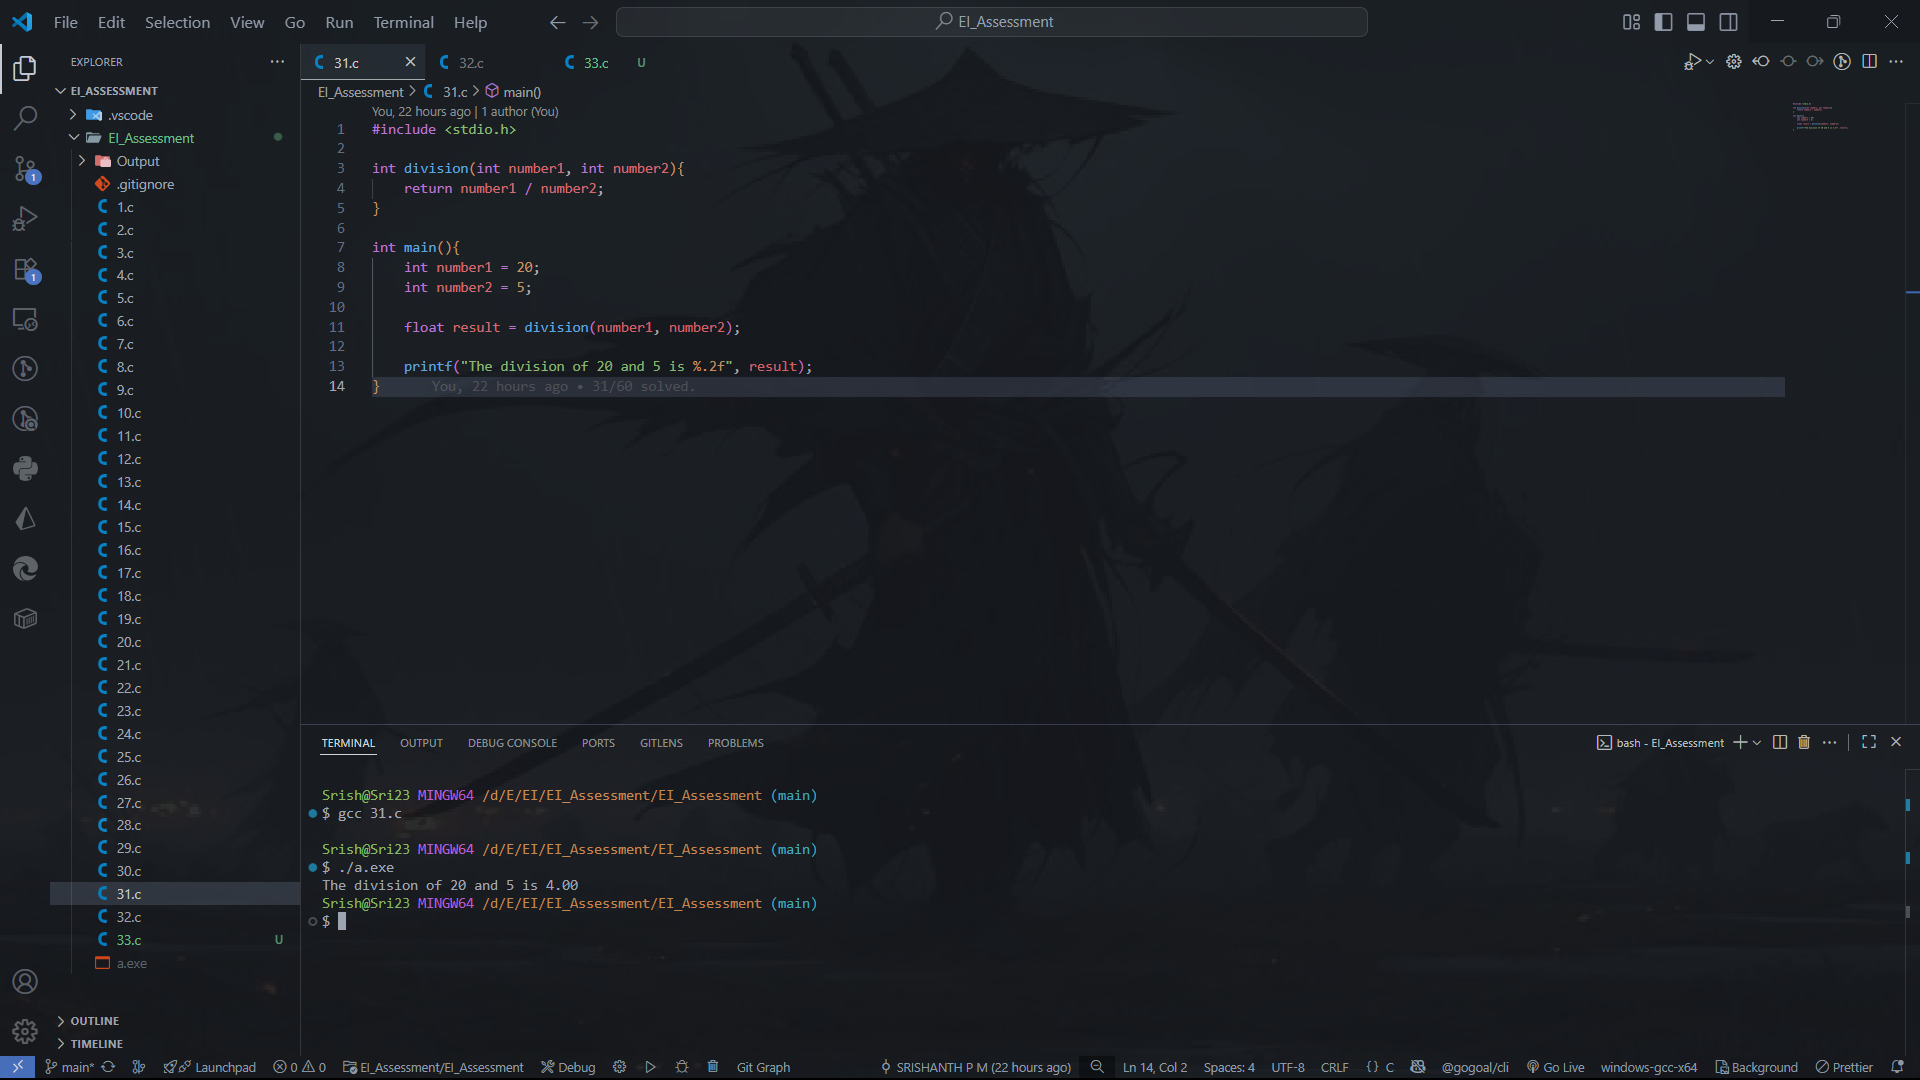 File Edit Selection View Go Run Terminal Help
EI_Assessment
EXPLORER
EI_ASSESSMENT
.vscode
EI_Assessment
Output
.gitignore
1.c
2.c
3.c
4.c
5.c
6.c
7.c
8.c
9.c
10.c
11.c
12.c
13.c
14.c
15.c
16.c
17.c
18.c
19.c
20.c
21.c
22.c
23.c
24.c
25.c
26.c
27.c
28.c
29.c
30.c
31.c
32.c
33.c U
a.exe
OUTLINE
TIMELINE
1
1
31.c 32.c 33.c U
EI_Assessment > 31.c > main()
You, 22 hours ago | 1 author (You)
1 #include <stdio.h>
2
3 int division(int number1, int number2){
4 return number1 / number2;
5 }
6
7 int main(){
8 int number1 = 20;
9 int number2 = 5;
10
11 float result = division(number1, number2);
12
13 printf("The division of 20 and 5 is %.2f", result);
14 } You, 22 hours ago • 31/60 solved.
TERMINAL OUTPUT DEBUG CONSOLE PORTS GITLENS PROBLEMS
bash - EI_Assessment
Srish@Sri23 MINGW64 /d/E/EI/EI_Assessment/EI_Assessment (main)
$ gcc 31.c
Srish@Sri23 MINGW64 /d/E/EI/EI_Assessment/EI_Assessment (main)
$ ./a.exe
The division of 20 and 5 is 4.00
Srish@Sri23 MINGW64 /d/E/EI/EI_Assessment/EI_Assessment (main)
$
main* Launchpad 0 0 EI_Assessment/EI_Assessment Debug Git Graph SRISHANTH P M (22 hours ago) Ln 14, Col 2 Spaces: 4 UTF-8 CRLF {} C @gogoal/cli Go Live windows-gcc-x64 Background Prettier